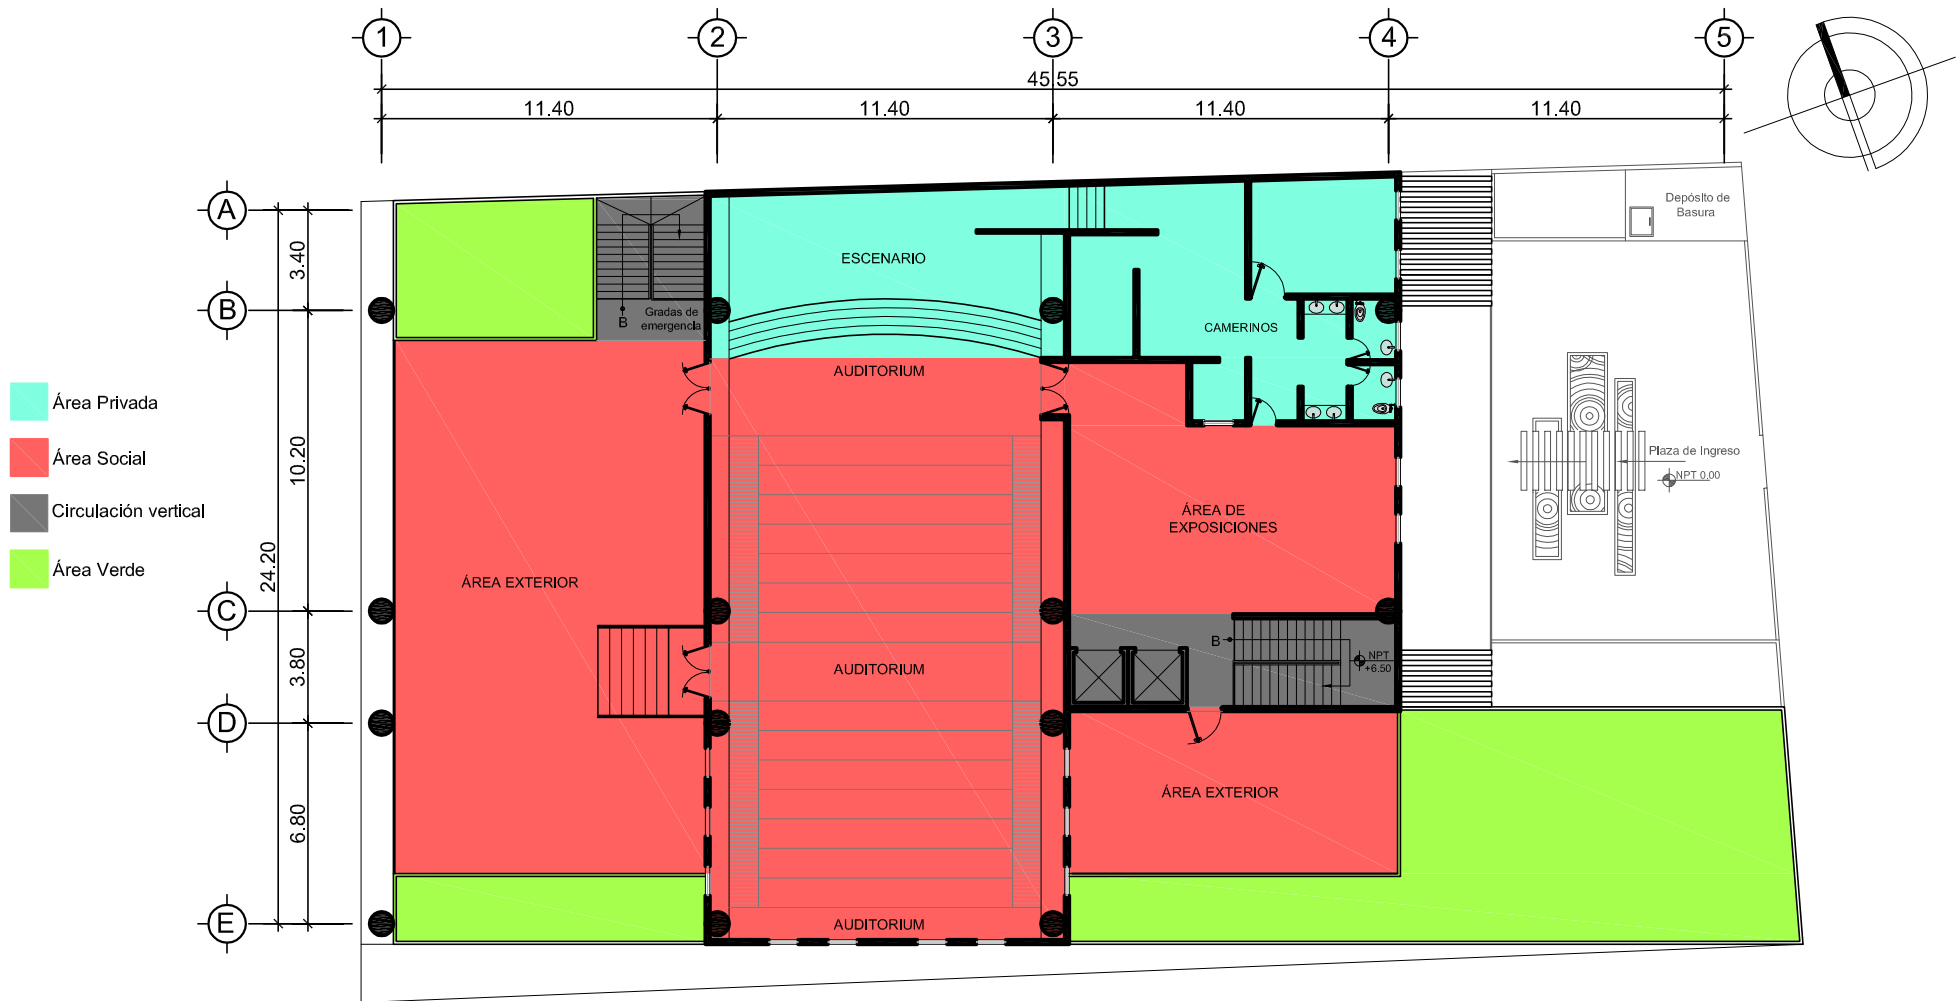 1
2
3
4
5
45.55
11.40
11.40
11.40
11.40
A
B
C
D
E
3.40
10.20
3.80
6.80
24.20
Área Privada
Área Social
Circulación vertical
Área Verde
Depósito de
Basura
ESCENARIO
Gradas de
emergencia
B
CAMERINOS
AUDITORIUM
Plaza de Ingreso
NPT 0.00
ÁREA DE
EXPOSICIONES
ÁREA EXTERIOR
B
NPT
+6.50
AUDITORIUM
ÁREA EXTERIOR
AUDITORIUM